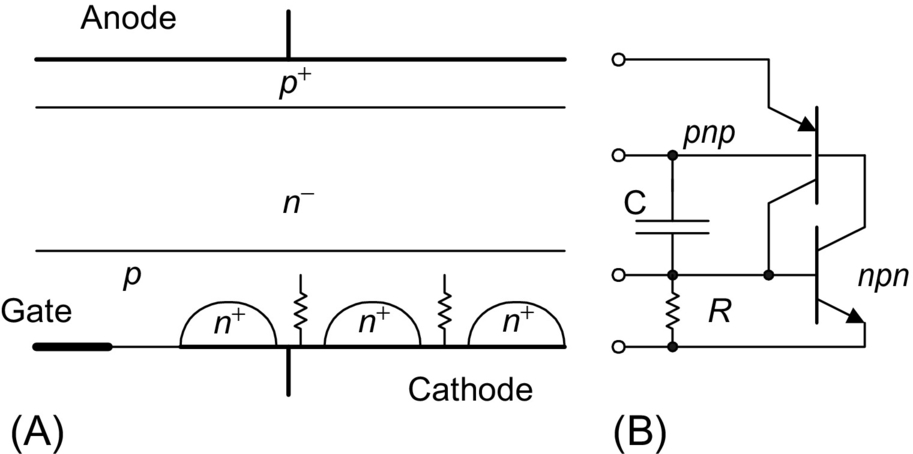 Anode
p+
n−
p
Gate
n+
n+
n+
Cathode
(A)
pnp
C
R
npn
(B)